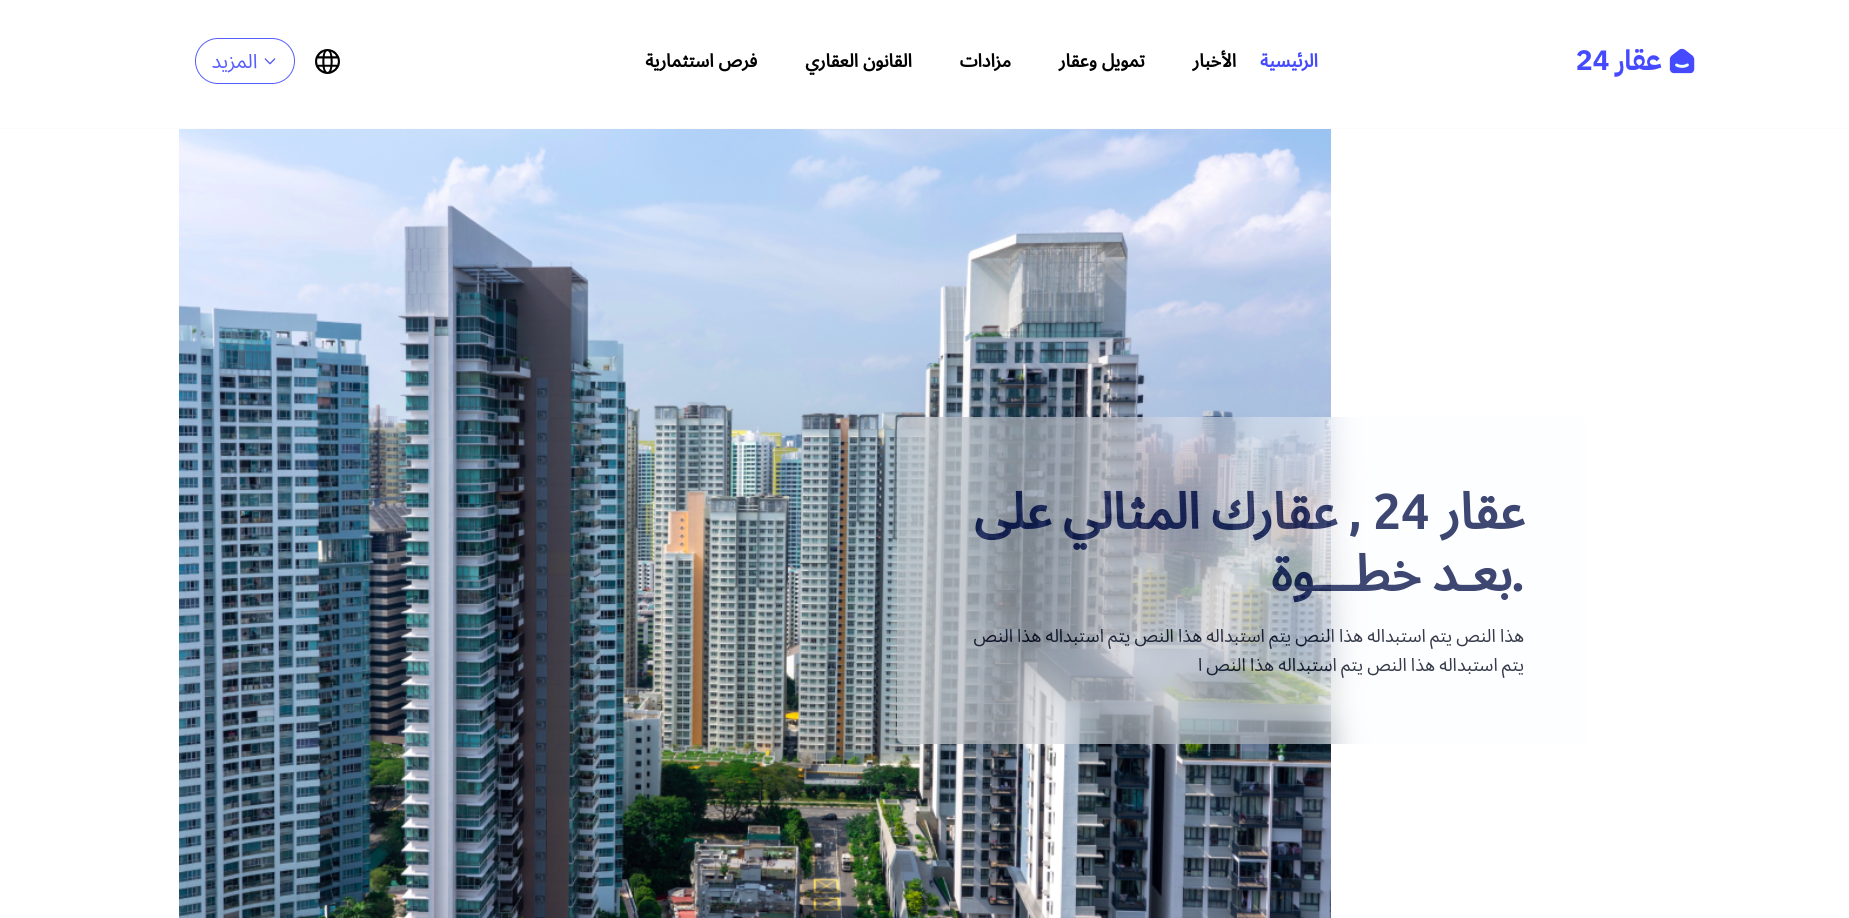 عقار 24
الرئيسية الأخبار تمويل وعقار مزادات القانون العقاري فرص استثمارية
المزيد
عقار 24 , عقارك المثالي على
بعـد خطـــوة.
هذا النص يتم استبداله هذا النص يتم استبداله هذا النص يتم استبداله هذا النص
يتم استبداله هذا النص يتم استبداله هذا النص ا